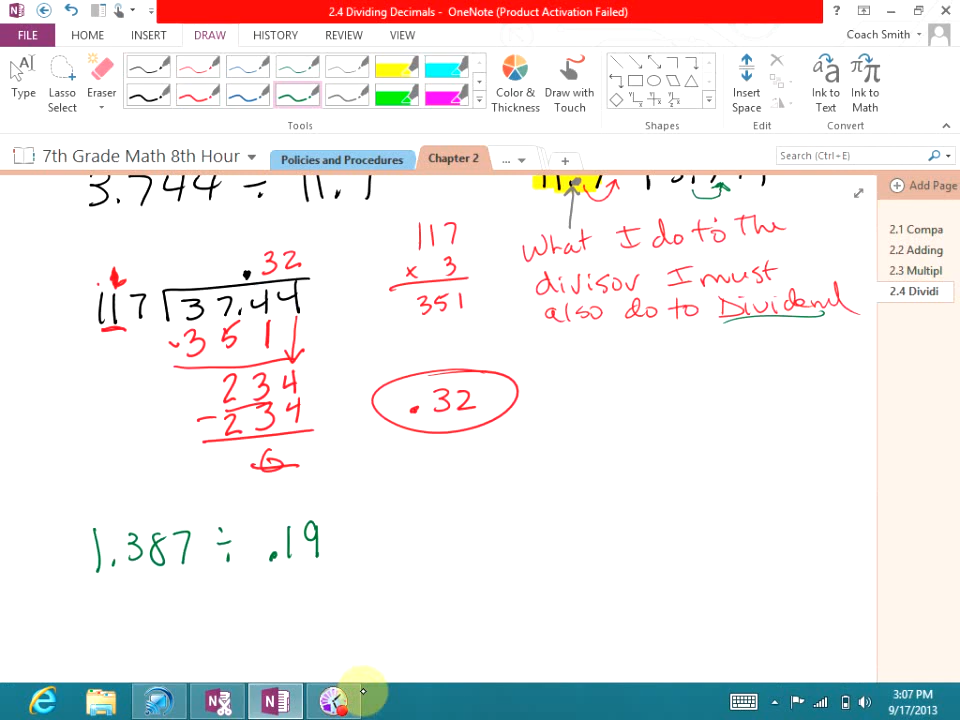 2.4 Dividing Decimals - OneNote (Product Activation Failed)
FILE HOME INSERT DRAW HISTORY REVIEW VIEW Coach Smith
Type Lasso Select Eraser Color & Thickness Draw with Touch Insert Space Ink to Text Ink to Math
Tools Shapes Edit Convert
7th Grade Math 8th Hour Policies and Procedures Chapter 2 ... Search (Ctrl+E)
Add Page
2.1 Compa
2.2 Adding
2.3 Multipl
2.4 Dividi
3.744 ÷ 11.7
.32
117 37.44
351
234
-234
0
117
x 3
351
.32
What I do to the
divisor I must
also do to Dividend
1.387 ÷ .19
3:07 PM
9/17/2013